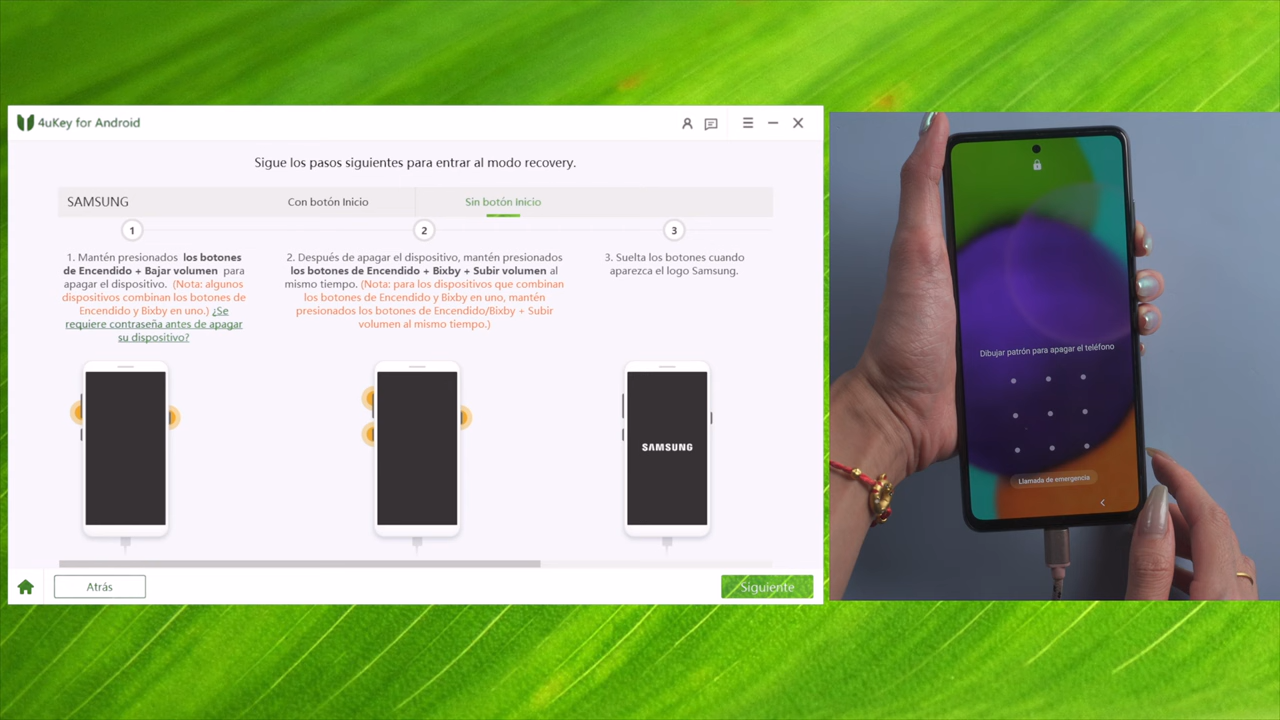 4uKey for Android
Sigue los pasos siguientes para entrar al modo recovery.
SAMSUNG
Con botón Inicio
Sin botón Inicio
1
2
3
1. Mantén presionados los botones
de Encendido + Bajar volumen para
apagar el dispositivo. (Nota: algunos
dispositivos combinan los botones de
Encendido y Bixby en uno.) ¿Se
requiere contraseña antes de apagar
su dispositivo?
2. Después de apagar el dispositivo, mantén presionados
los botones de Encendido + Bixby + Subir volumen al
mismo tiempo. (Nota: para los dispositivos que combinan
los botones de Encendido y Bixby en uno, mantén
presionados los botones de Encendido/Bixby + Subir
volumen al mismo tiempo.)
3. Suelta los botones cuando
aparezca el logo Samsung.
SAMSUNG
Atrás
Siguiente
Dibujar patrón para apagar el teléfono
Llamada de emergencia